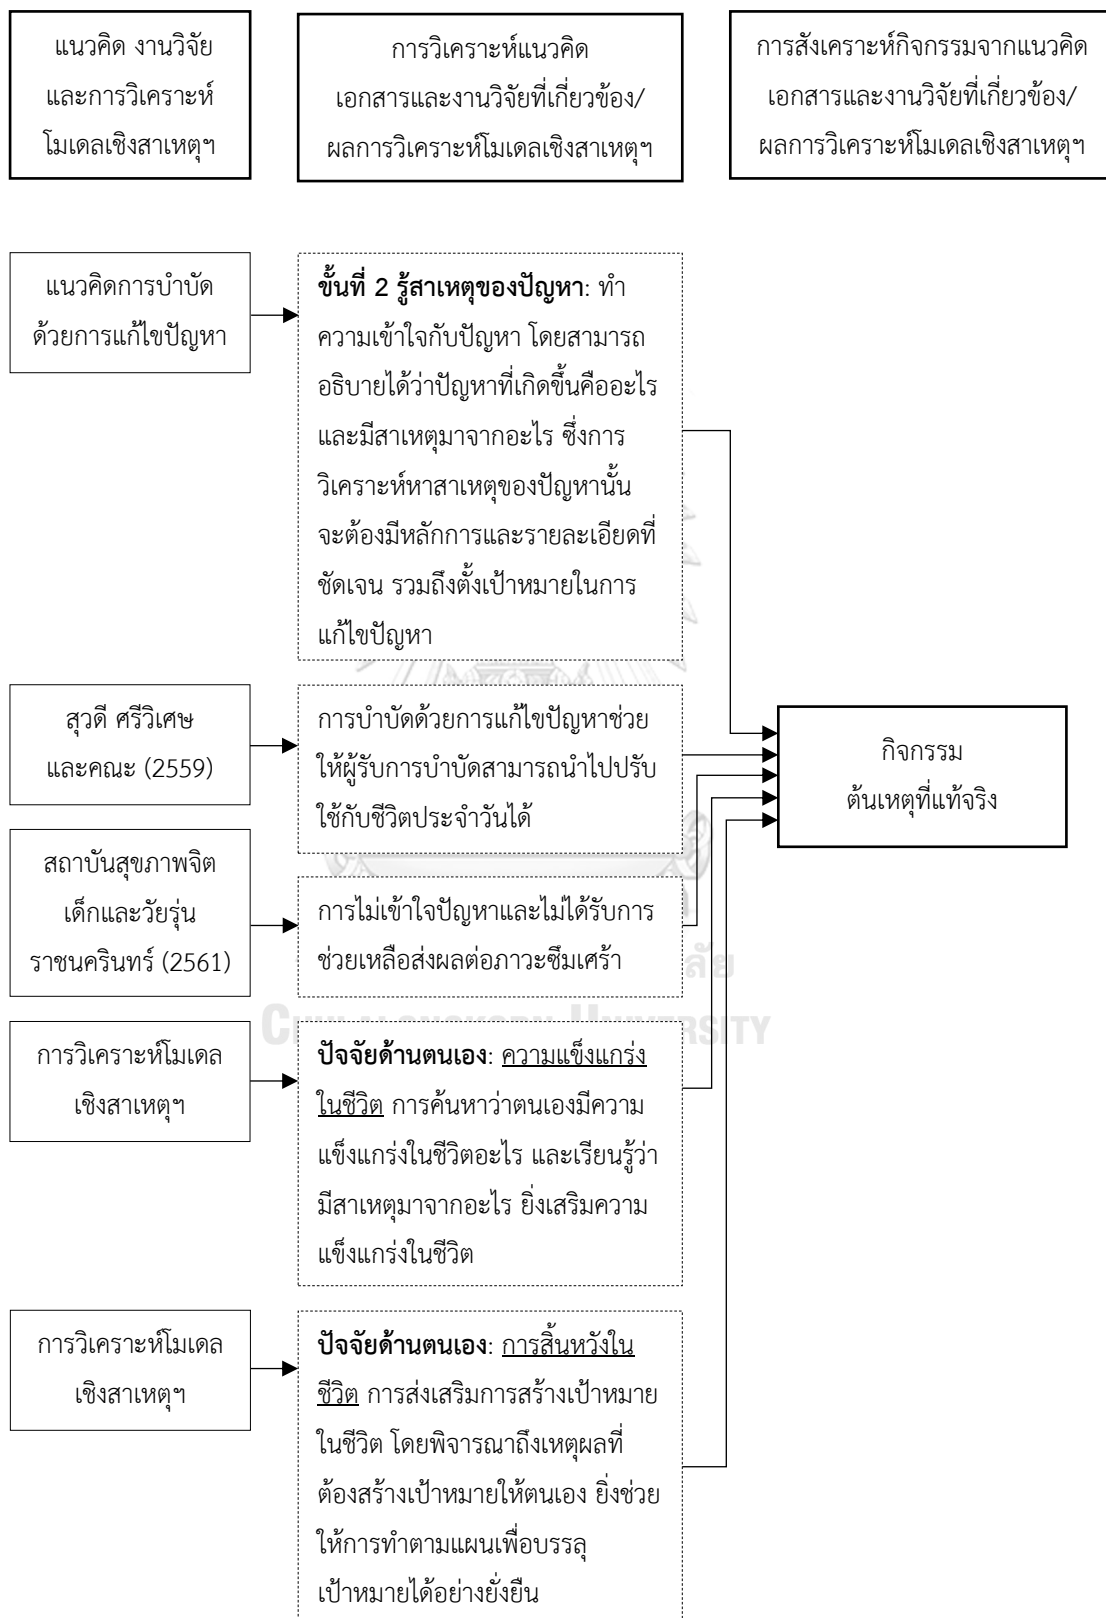 แนวคิด งานวิจัย
และการวิเคราะห์
โมเดลเชิงสาเหตุฯ
การวิเคราะห์แนวคิด
เอกสารและงานวิจัยที่เกี่ยวข้อง/
ผลการวิเคราะห์โมเดลเชิงสาเหตุฯ
การสังเคราะห์กิจกรรมจากแนวคิด
เอกสารและงานวิจัยที่เกี่ยวข้อง/
ผลการวิเคราะห์โมเดลเชิงสาเหตุฯ
แนวคิดการบำบัด
ด้วยการแก้ไขปัญหา
ขั้นที่ 2 รู้สาเหตุของปัญหา: ทำ
ความเข้าใจกับปัญหา โดยสามารถ
อธิบายได้ว่าปัญหาที่เกิดขึ้นคืออะไร
และมีสาเหตุมาจากอะไร ซึ่งการ
วิเคราะห์หาสาเหตุของปัญหานั้น
จะต้องมีหลักการและรายละเอียดที่
ชัดเจน รวมถึงตั้งเป้าหมายในการ
แก้ไขปัญหา
สุวดี ศรีวิเศษ
และคณะ (2559)
การบำบัดด้วยการแก้ไขปัญหาช่วย
ให้ผู้รับการบำบัดสามารถนำไปปรับ
ใช้กับชีวิตประจำวันได้
กิจกรรม
ต้นเหตุที่แท้จริง
สถาบันสุขภาพจิต
เด็กและวัยรุ่น
ราชนครินทร์ (2561)
การไม่เข้าใจปัญหาและไม่ได้รับการ
ช่วยเหลือส่งผลต่อภาวะซึมเศร้า
การวิเคราะห์โมเดล
เชิงสาเหตุฯ
ปัจจัยด้านตนเอง: ความแข็งแกร่ง
ในชีวิต การค้นหาว่าตนเองมีความ
แข็งแกร่งในชีวิตอะไร และเรียนรู้ว่า
มีสาเหตุมาจากอะไร ยิ่งเสริมความ
แข็งแกร่งในชีวิต
การวิเคราะห์โมเดล
เชิงสาเหตุฯ
ปัจจัยด้านตนเอง: การสิ้นหวังใน
ชีวิต การส่งเสริมการสร้างเป้าหมาย
ในชีวิต โดยพิจารณาถึงเหตุผลที่
ต้องสร้างเป้าหมายให้ตนเอง ยิ่งช่วย
ให้การทำตามแผนเพื่อบรรลุ
เป้าหมายได้อย่างยั่งยืน